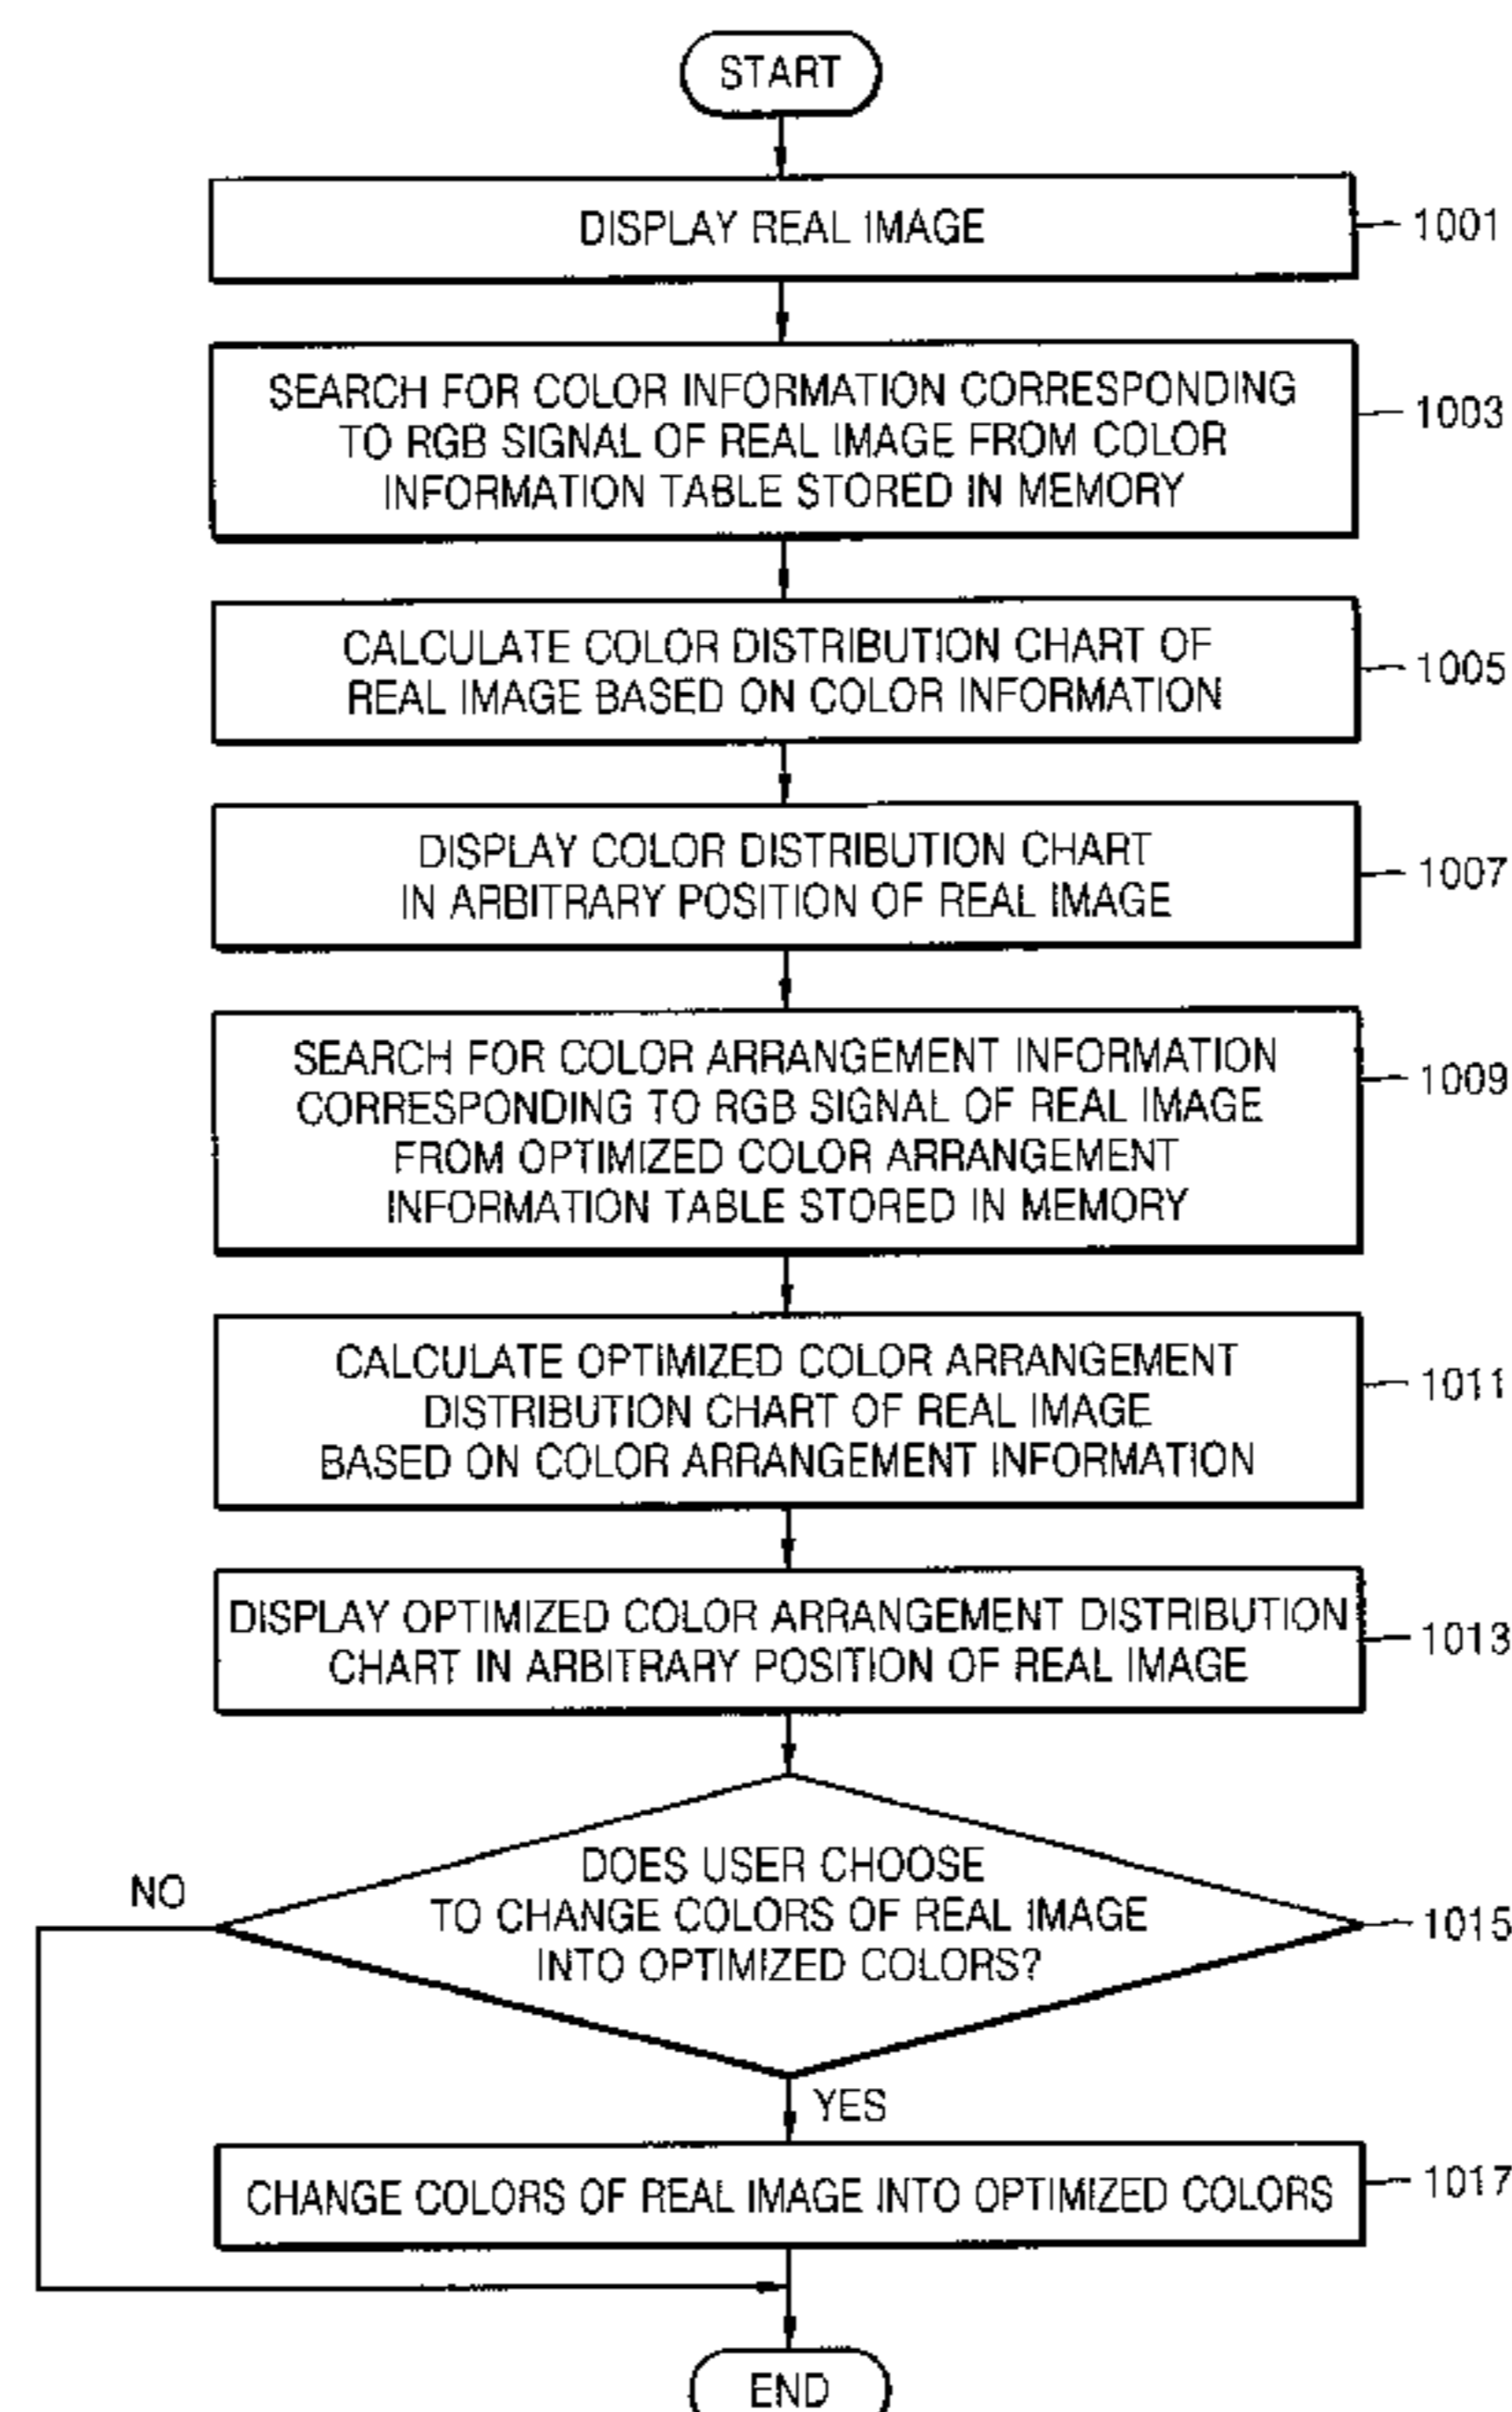 START
DISPLAY REAL IMAGE
1001
SEARCH FOR COLOR INFORMATION CORRESPONDING
TO RGB SIGNAL OF REAL IMAGE FROM COLOR
INFORMATION TABLE STORED IN MEMORY
1003
CALCULATE COLOR DISTRIBUTION CHART OF
REAL IMAGE BASED ON COLOR INFORMATION
1005
DISPLAY COLOR DISTRIBUTION CHART
IN ARBITRARY POSITION OF REAL IMAGE
1007
SEARCH FOR COLOR ARRANGEMENT INFORMATION
CORRESPONDING TO RGB SIGNAL OF REAL IMAGE
FROM OPTIMIZED COLOR ARRANGEMENT
INFORMATION TABLE STORED IN MEMORY
1009
CALCULATE OPTIMIZED COLOR ARRANGEMENT
DISTRIBUTION CHART OF REAL IMAGE
BASED ON COLOR ARRANGEMENT INFORMATION
1011
DISPLAY OPTIMIZED COLOR ARRANGEMENT DISTRIBUTION
CHART IN ARBITRARY POSITION OF REAL IMAGE
1013
DOES USER CHOOSE
TO CHANGE COLORS OF REAL IMAGE
INTO OPTIMIZED COLORS?
1015
NO
YES
CHANGE COLORS OF REAL IMAGE INTO OPTIMIZED COLORS
1017
END